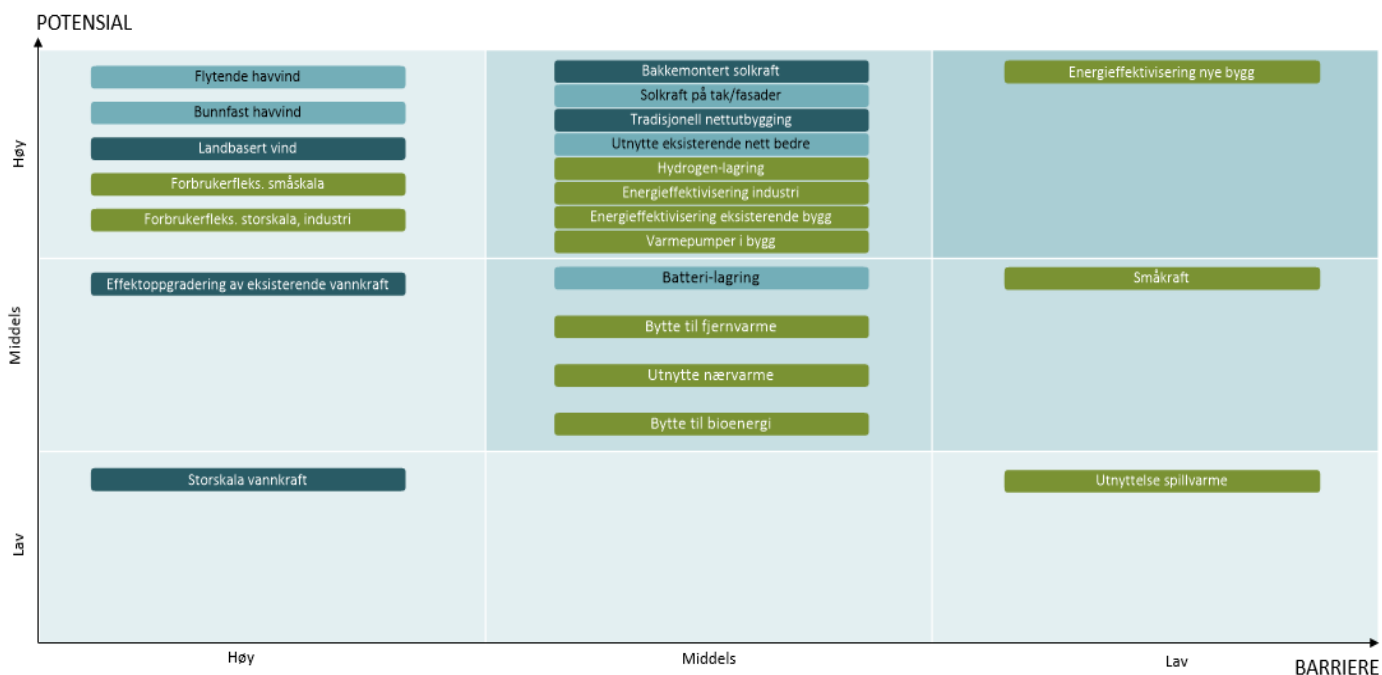 POTENSIAL
Høy
Flytende havvind
Bunnfast havvind
Landbasert vind
Forbrukerfleks. småskala
Forbrukerfleks. storskala, industri
Bakkemontert solkraft
Solkraft på tak/fasader
Tradisjonell nettutbygging
Utnytte eksisterende nett bedre
Hydrogen-lagring
Energieffektivisering industri
Energieffektivisering eksisterende bygg
Varmepumper i bygg
Energieffektivisering nye bygg
Middels
Effektoppgradering av eksisterende vannkraft
Batteri-lagring
Bytte til fjernvarme
Utnytte nærvarme
Bytte til bioenergi
Småkraft
Lav
Storskala vannkraft
Utnyttelse spillvarme
Høy
Middels
Lav
BARRIERE